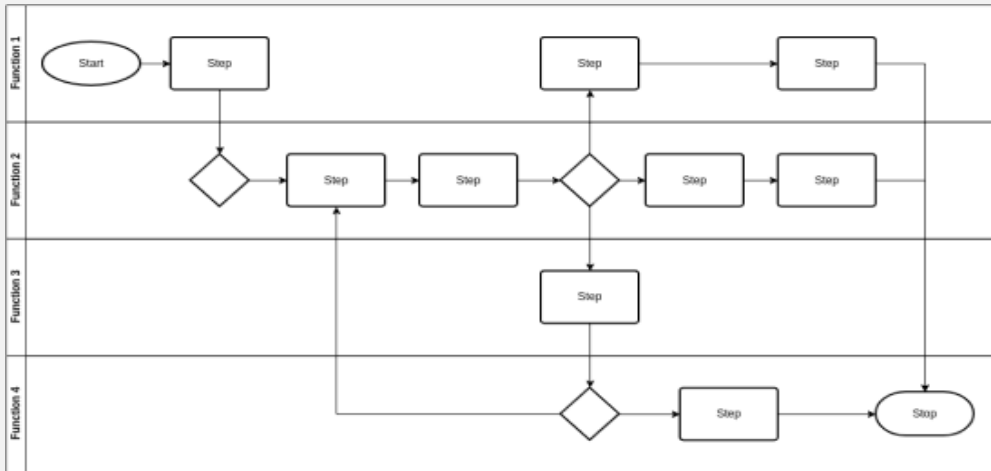 Function 1
Start
Step
Step
Step
Function 2
Step
Step
Step
Step
Function 3
Step
Function 4
Step
Stop